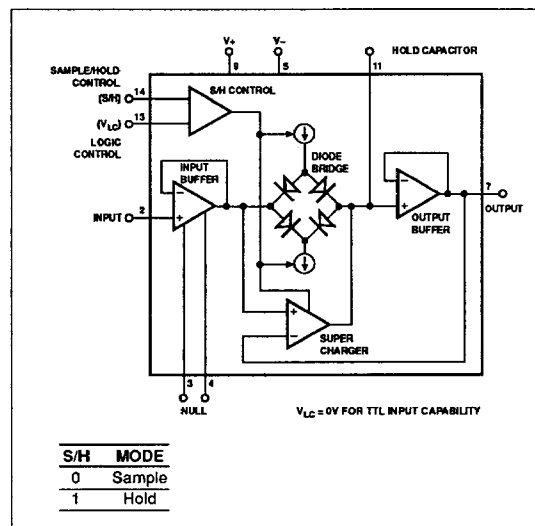 V+
V–
HOLD CAPACITOR
9
5
11
SAMPLE/HOLD
CONTROL
(S/H)
14
S/H CONTROL
(VLC)
13
LOGIC
CONTROL
INPUT
BUFFER
DIODE
BRIDGE
INPUT
2
–
+
–
+
7
OUTPUT
OUTPUT
BUFFER
+
–
SUPER
CHARGER
3
4
NULL
VLC = 0V FOR TTL INPUT CAPABILITY
S/H MODE
0 Sample
1 Hold